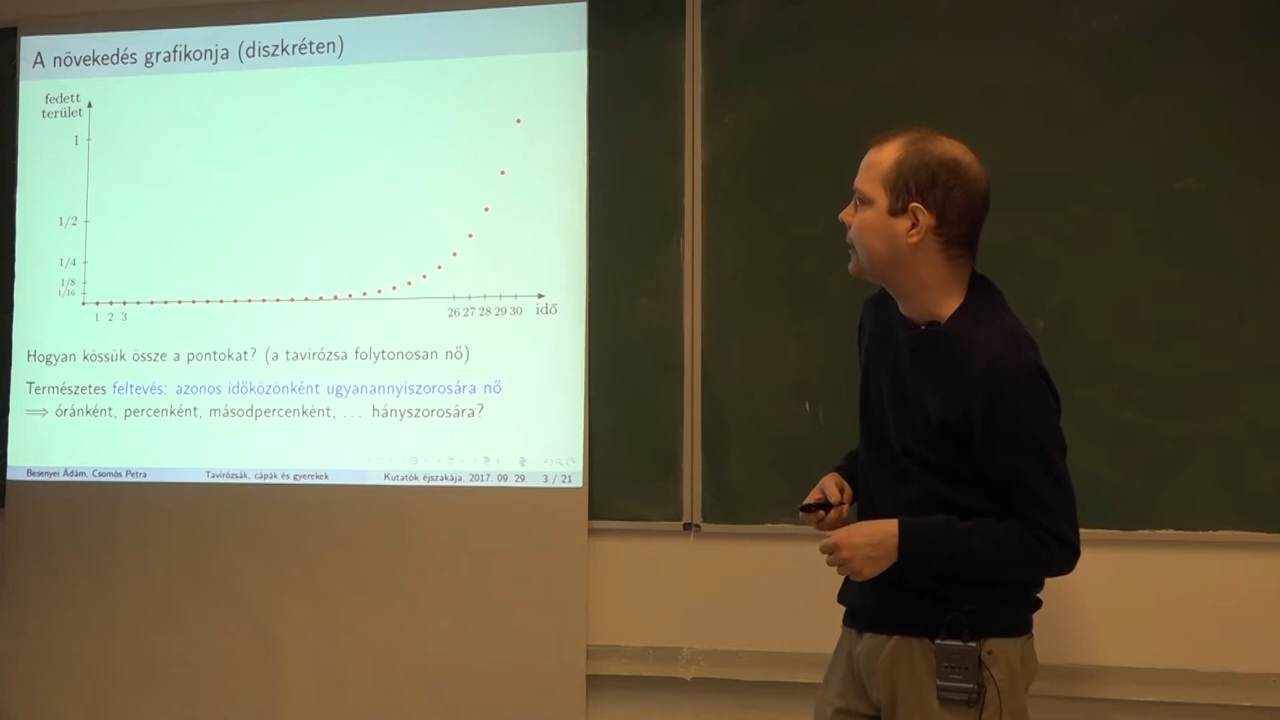 A növekedés grafikonja (diszkréten)
fedett
terület
1
1/2
1/4
1/8
1/16
1 2 3
26 27 28 29 30 idő
Hogyan kössük össze a pontokat? (a tavirózsa folytonosan nő)
Természetes feltevés: azonos időközönként ugyanannyiszorosára nő
⟹ óránként, percenként, másodpercenként, ... hányszorosára?
Besenyei Ádám, Csomós Petra Tavirózsák, cápák és gyerekek Kutatók éjszakája, 2017. 09. 29. 3 / 21